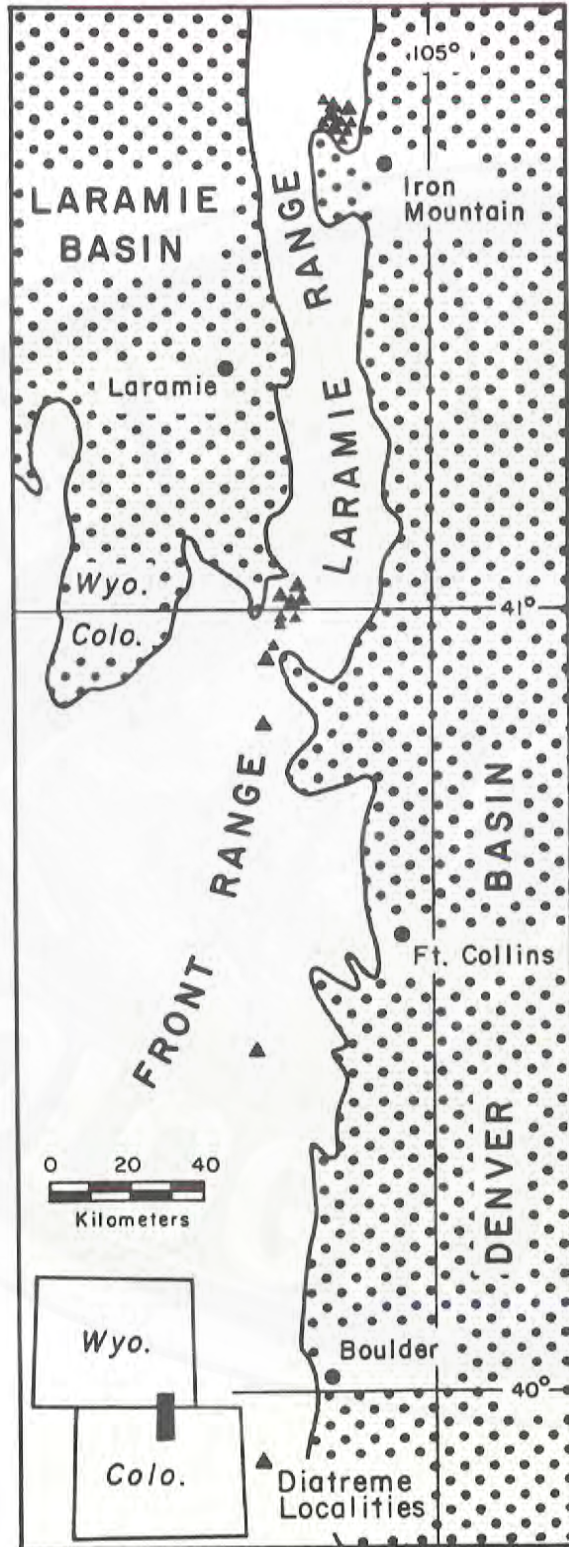 105°
Iron
Mountain
LARAMIE
BASIN
LARAMIE RANGE
Laramie
Wyo.
Colo.
41°
FRONT RANGE
DENVER BASIN
Ft. Collins
0 20 40
Kilometers
Boulder
40°
Wyo.
Colo.
Diatreme
Localities